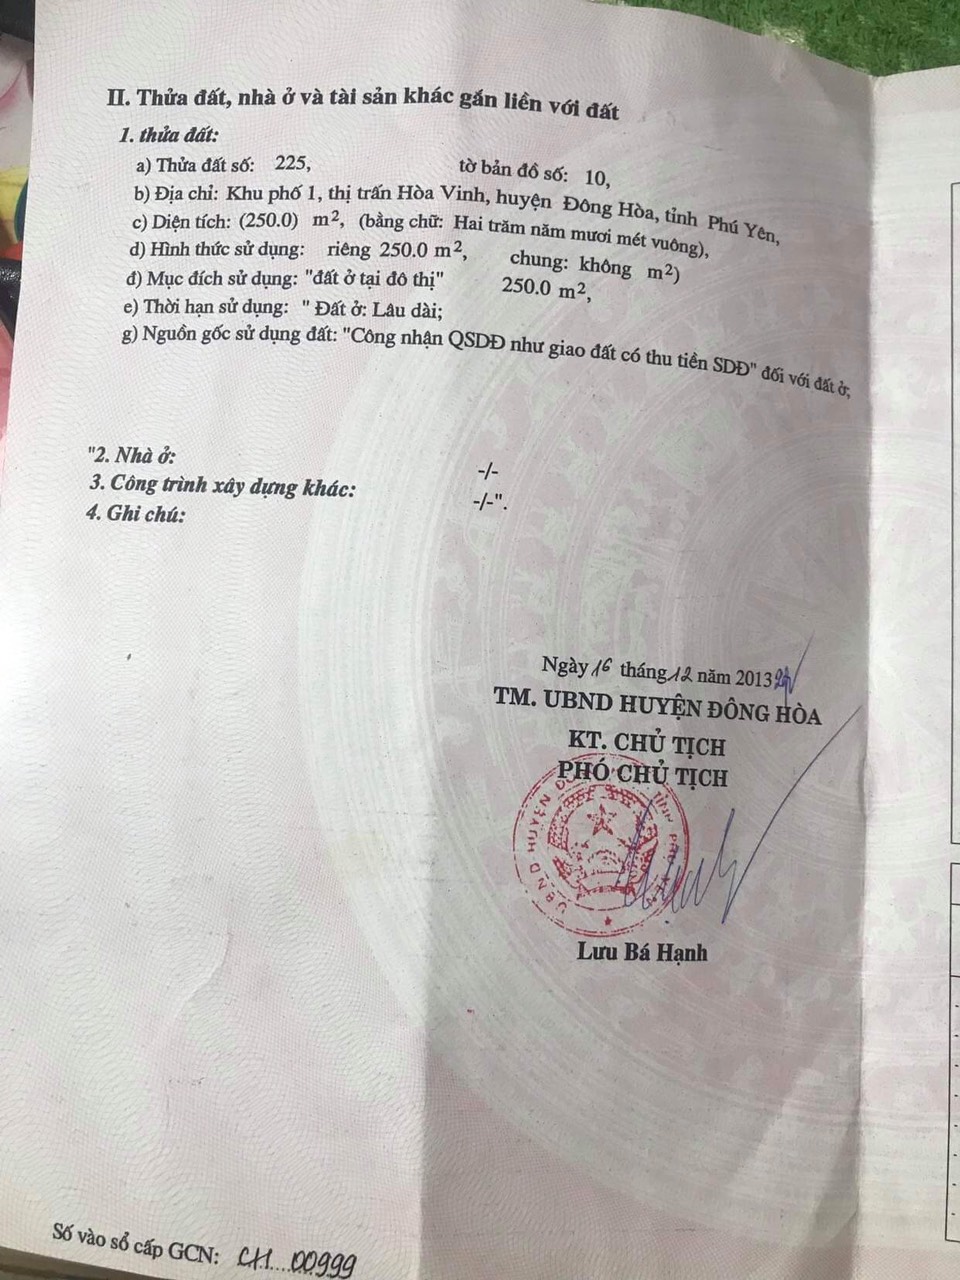 II. Thửa đất, nhà ở và tài sản khác gắn liền với đất
1. thửa đất:
a) Thửa đất số: 225, tờ bản đồ số: 10,
b) Địa chỉ: Khu phố 1, thị trấn Hòa Vinh, huyện Đông Hòa, tỉnh Phú Yên,
c) Diện tích: (250.0) m², (bằng chữ: Hai trăm năm mươi mét vuông),
d) Hình thức sử dụng: riêng 250.0 m², chung: không m²)
đ) Mục đích sử dụng: "đất ở tại đô thị" 250.0 m²,
e) Thời hạn sử dụng: " Đất ở: Lâu dài;
g) Nguồn gốc sử dụng đất: "Công nhận QSDĐ như giao đất có thu tiền SDĐ" đối với đất ở,
"2. Nhà ở: -/-
3. Công trình xây dựng khác: -/-".
4. Ghi chú:
Ngày 16 tháng 12 năm 2013
TM. UBND HUYỆN ĐÔNG HÒA
KT. CHỦ TỊCH
PHÓ CHỦ TỊCH
UBND HUYỆN TỈNH PHÚ
Lưu Bá Hạnh
Số vào sổ cấp GCN: CH....00999